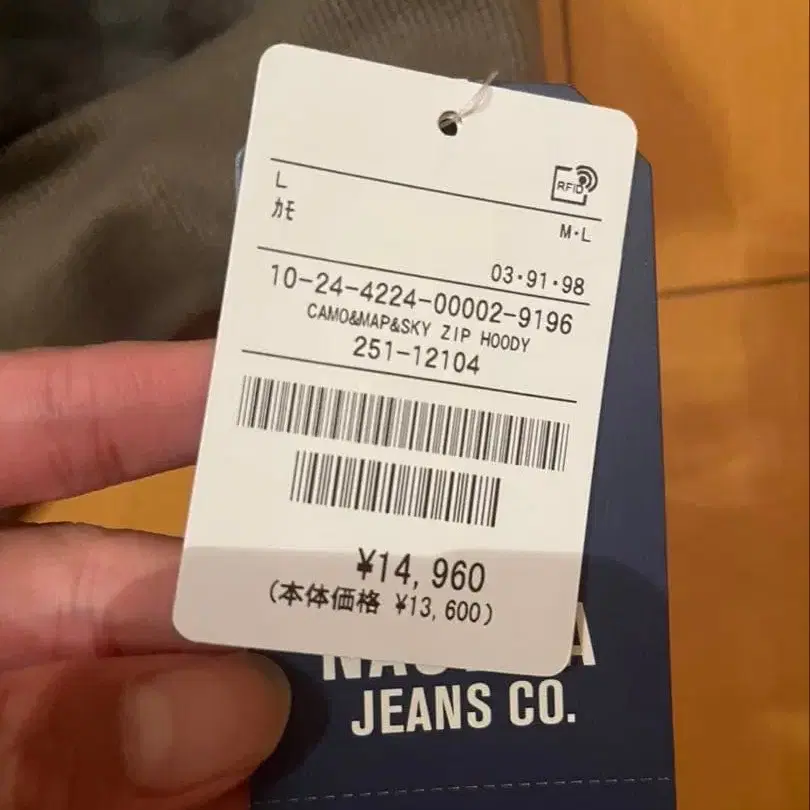 RFID
L
カモ
M・L
03・91・98
10-24-4224-00002-9196
CAMO&MAP&SKY ZIP HOODY
251-12104
¥14,960
(本体価格 ¥13,600)
JEANS CO.